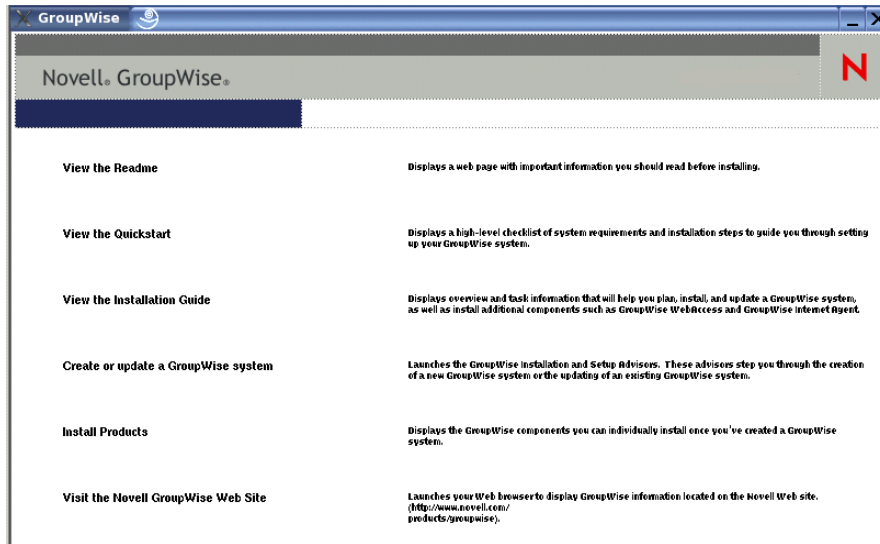 GroupWise
Novell® GroupWise®
N
View the Readme
Displays a web page with important information you should read before installing.
View the Quickstart
Displays a high-level checklist of system requirements and installation steps to guide you through setting
up your GroupWise system.
View the Installation Guide
Displays overview and task information that will help you plan, install, and update a GroupWise system,
as well as install additional components such as GroupWise WebAccess and GroupWise Internet Agent.
Create or update a GroupWise system
Launches the GroupWise Installation and Setup Advisors. These advisors step you through the creation
of a new GroupWise system or the updating of an existing GroupWise system.
Install Products
Displays the GroupWise components you can individually install once you've created a GroupWise
system.
Visit the Novell GroupWise Web Site
Launches your Web browser to display GroupWise information located on the Novell Web site.
(http://www.novell.com/
products/groupwise).